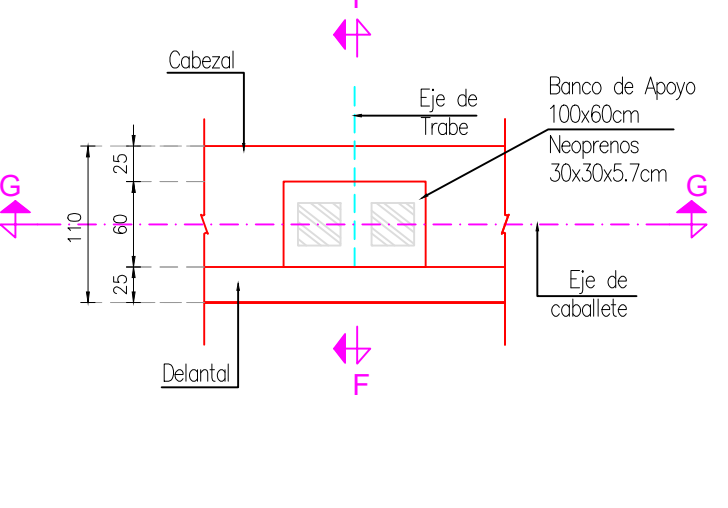 F
Cabezal
Eje de
Trabe
Banco de Apoyo
100x60cm
Neoprenos
30x30x5.7cm
25
G
G
110
60
25
Eje de
caballete
Delantal
F